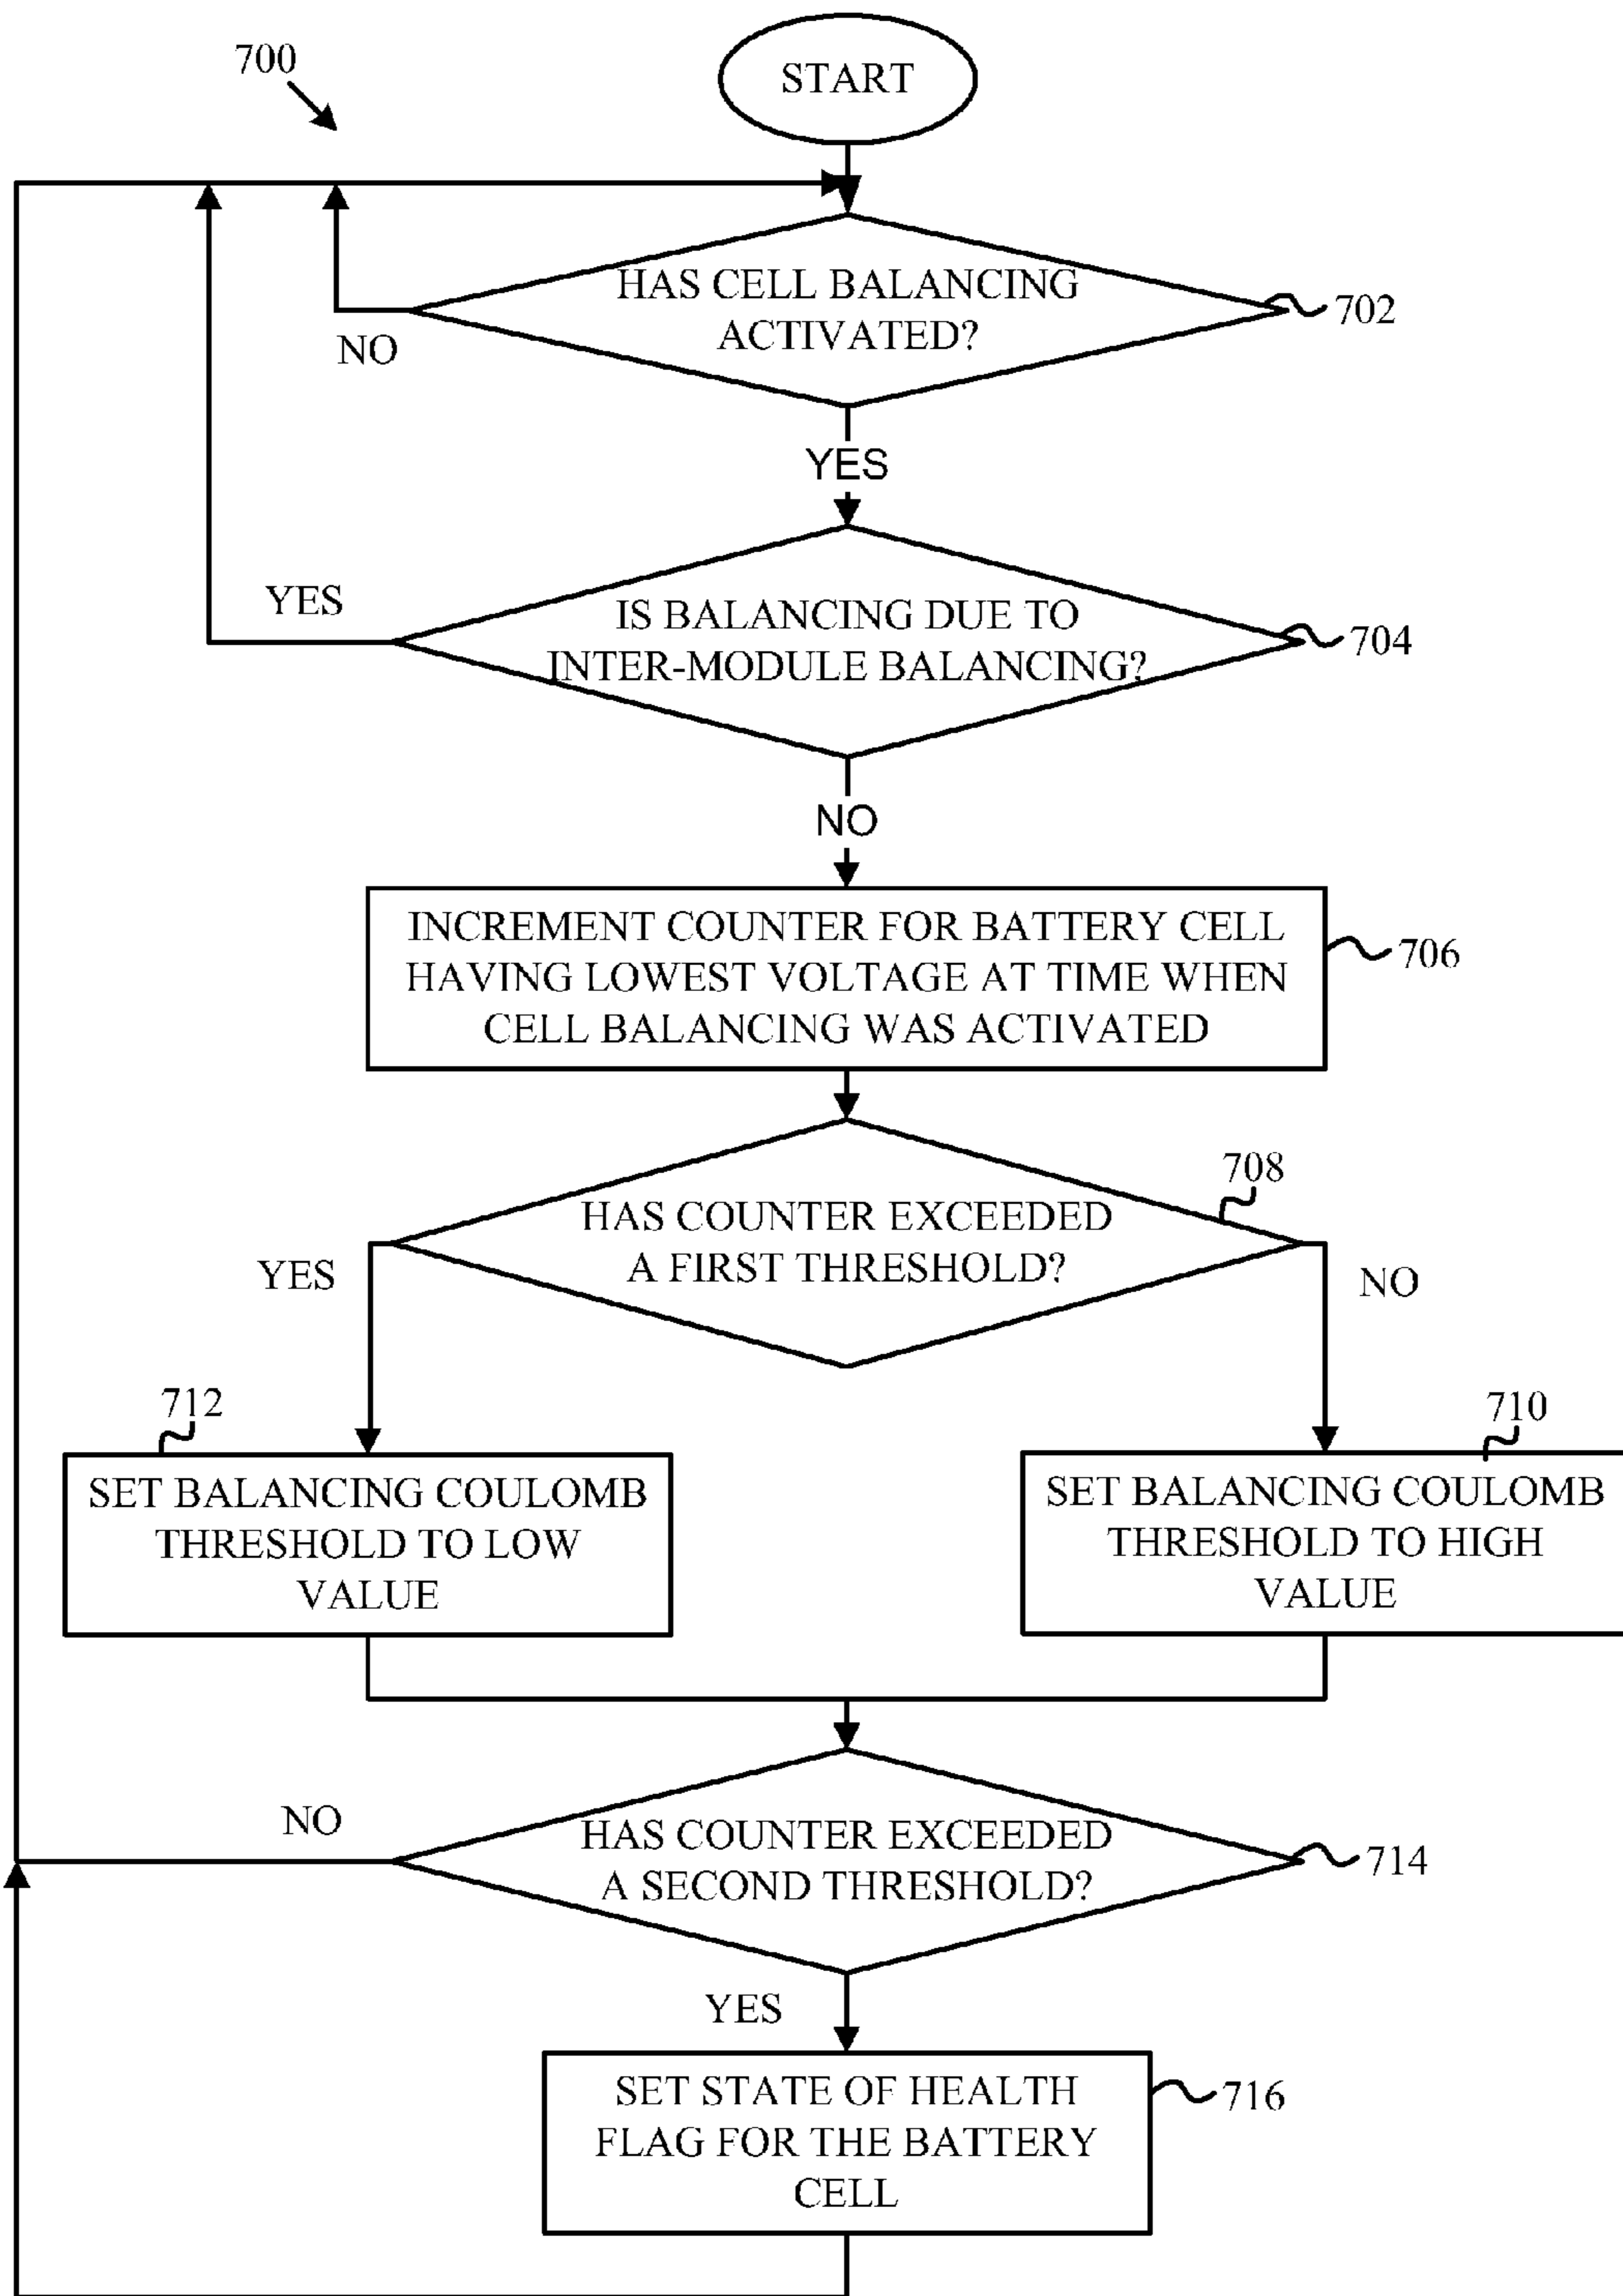 700
START
HAS CELL BALANCING
ACTIVATED?
702
NO
YES
IS BALANCING DUE TO
INTER-MODULE BALANCING?
704
YES
NO
INCREMENT COUNTER FOR BATTERY CELL
HAVING LOWEST VOLTAGE AT TIME WHEN
CELL BALANCING WAS ACTIVATED
706
708
HAS COUNTER EXCEEDED
A FIRST THRESHOLD?
YES
NO
712
SET BALANCING COULOMB
THRESHOLD TO LOW
VALUE
710
SET BALANCING COULOMB
THRESHOLD TO HIGH
VALUE
NO
HAS COUNTER EXCEEDED
A SECOND THRESHOLD?
714
YES
SET STATE OF HEALTH
FLAG FOR THE BATTERY
CELL
716